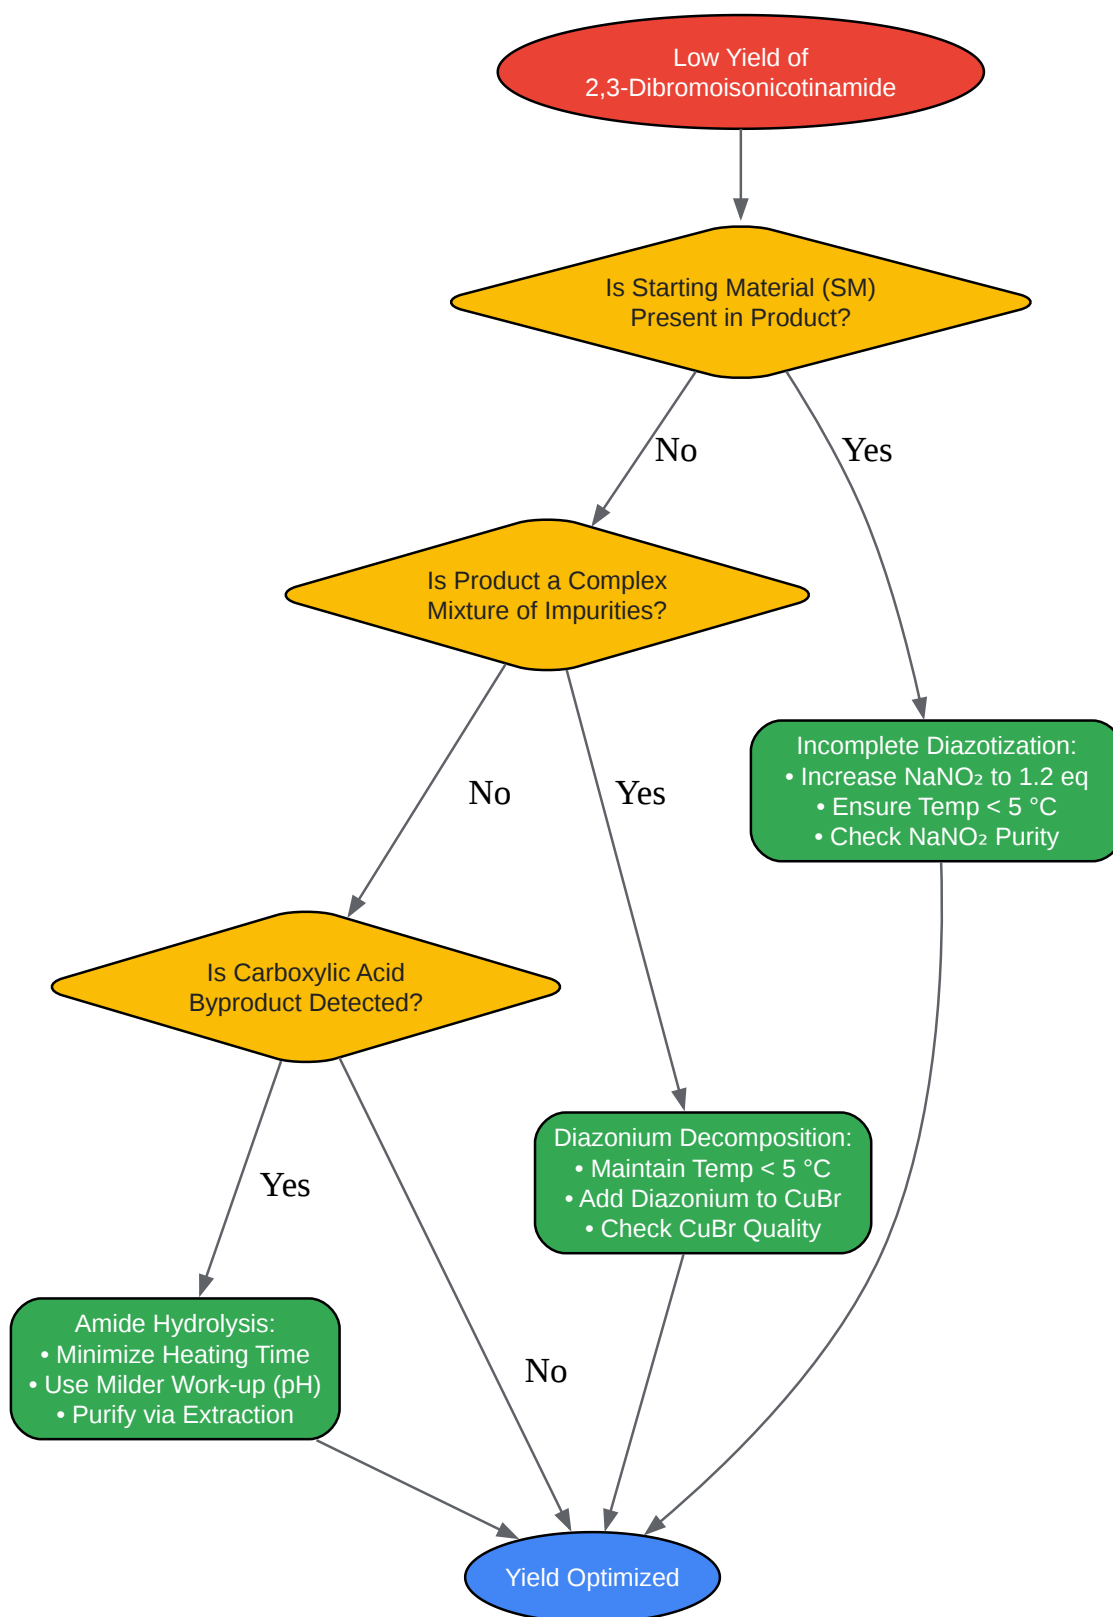 Low Yield of
2,3-Dibromoisonicotinamide
Is Starting Material (SM)
Present in Product?
No
Yes
Is Product a Complex
Mixture of Impurities?
Incomplete Diazotization:
• Increase NaNO₂ to 1.2 eq
• Ensure Temp < 5 °C
• Check NaNO₂ Purity
No
Yes
Is Carboxylic Acid
Byproduct Detected?
Diazonium Decomposition:
• Maintain Temp < 5 °C
• Add Diazonium to CuBr
• Check CuBr Quality
Yes
No
Amide Hydrolysis:
• Minimize Heating Time
• Use Milder Work-up (pH)
• Purify via Extraction
Yield Optimized